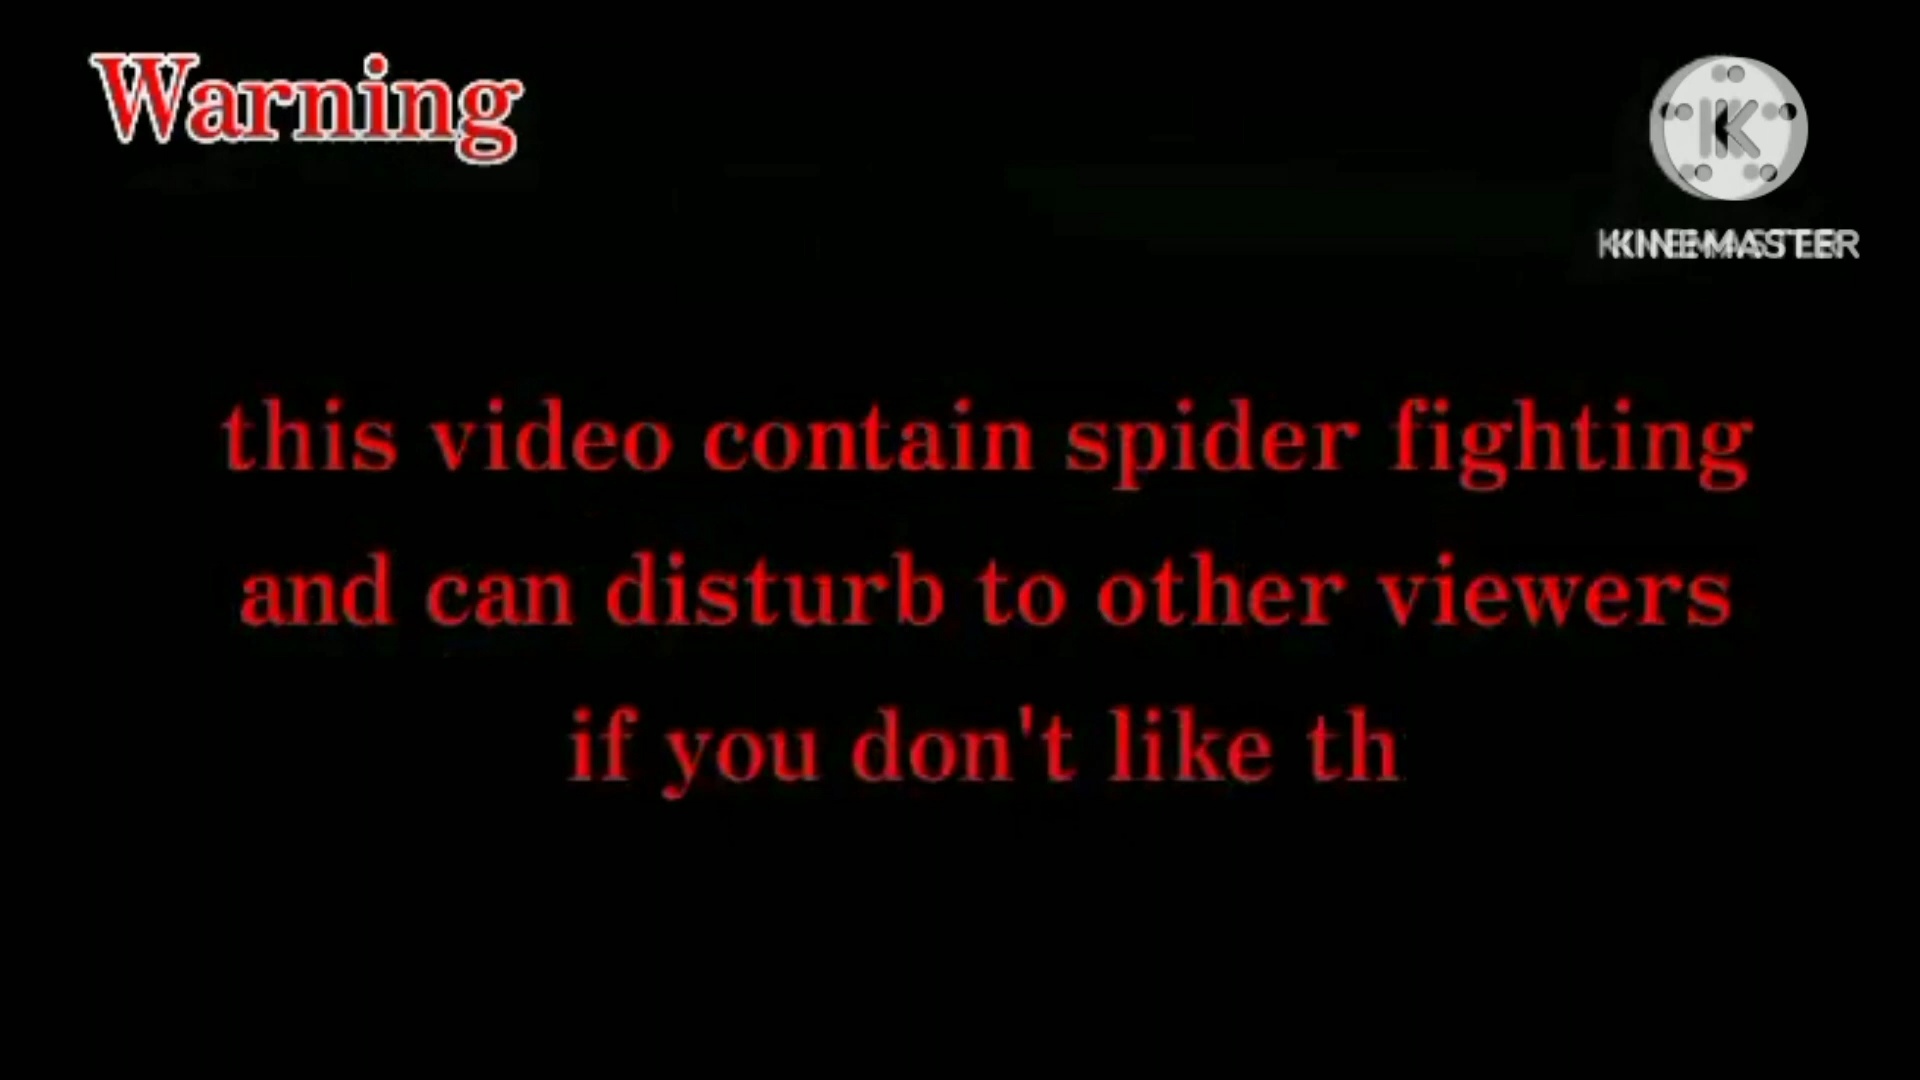 Warning
KINEMASTER
this video contain spider fighting
and can disturb to other viewers
if you don't like th